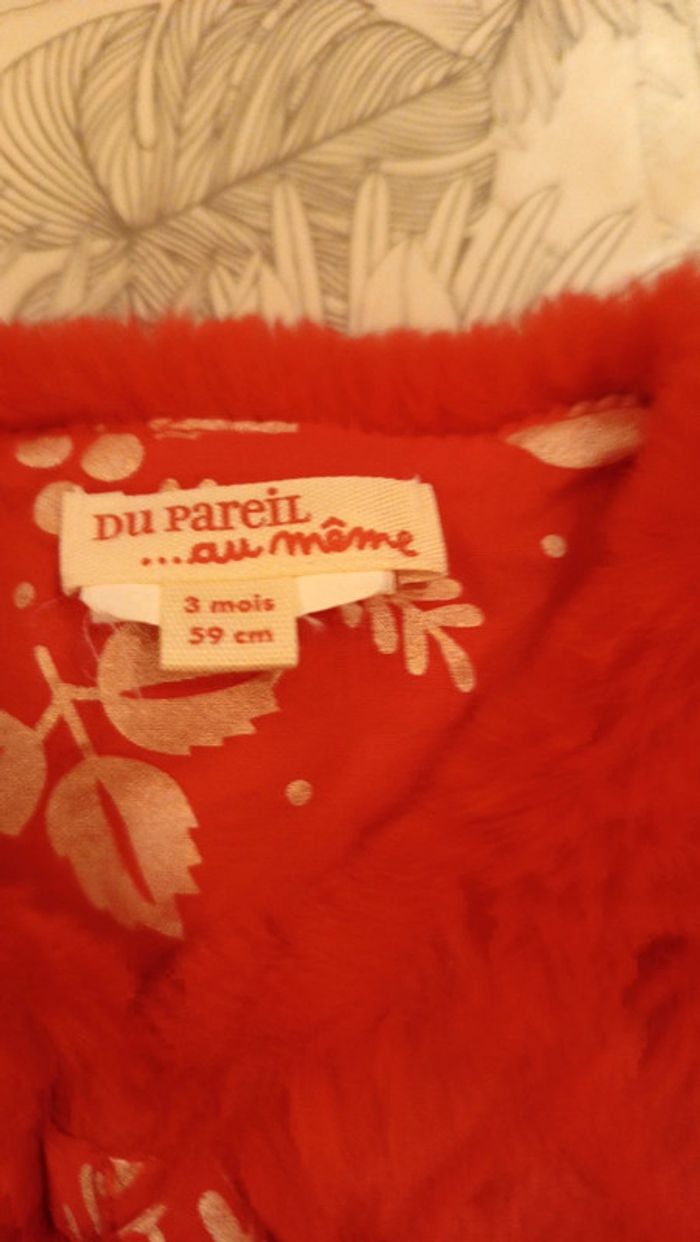 DU PareiL
...au même
3 mois
59 cm